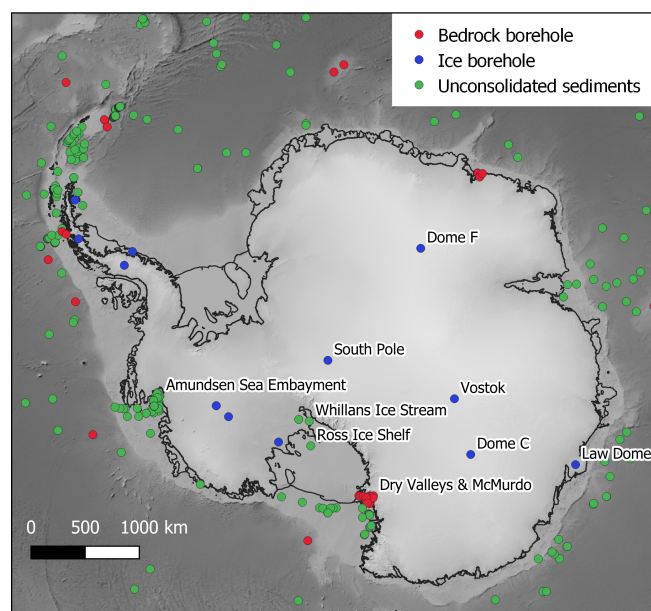 Bedrock borehole
Ice borehole
Unconsolidated sediments
Dome F
South Pole
Amundsen Sea Embayment
Vostok
Whillans Ice Stream
Ross Ice Shelf
Dome C
Law Dome
Dry Valleys & McMurdo
0 500 1000 km